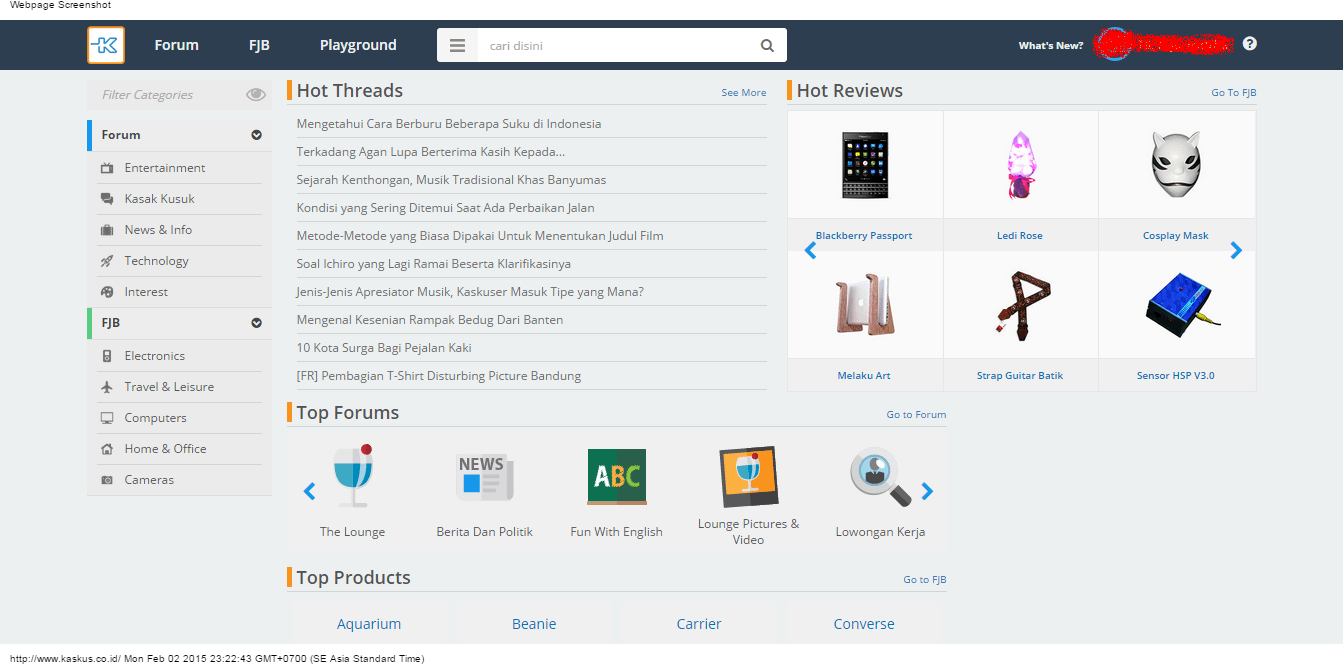 Webpage Screenshot
Forum
FJB
Playground
cari disini
What's New?
Filter Categories
Forum
Entertainment
Kasak Kusuk
News & Info
Technology
Interest
FJB
Electronics
Travel & Leisure
Computers
Home & Office
Cameras
Hot Threads
See More
Mengetahui Cara Berburu Beberapa Suku di Indonesia
Terkadang Agan Lupa Berterima Kasih Kepada...
Sejarah Kenthongan, Musik Tradisional Khas Banyumas
Kondisi yang Sering Ditemui Saat Ada Perbaikan Jalan
Metode-Metode yang Biasa Dipakai Untuk Menentukan Judul Film
Soal Ichiro yang Lagi Ramai Beserta Klarifikasinya
Jenis-Jenis Apresiator Musik, Kaskuser Masuk Tipe yang Mana?
Mengenal Kesenian Rampak Bedug Dari Banten
10 Kota Surga Bagi Pejalan Kaki
[FR] Pembagian T-Shirt Disturbing Picture Bandung
Hot Reviews
Go To FJB
Blackberry Passport
Ledi Rose
Cosplay Mask
Melaku Art
Strap Guitar Batik
Sensor HSP V3.0
Top Forums
Go to Forum
NEWS
ABC
The Lounge
Berita Dan Politik
Fun With English
Lounge Pictures &
Video
Lowongan Kerja
Top Products
Go to FJB
Aquarium
Beanie
Carrier
Converse
http://www.kaskus.co.id/ Mon Feb 02 2015 23:22:43 GMT+0700 (SE Asia Standard Time)